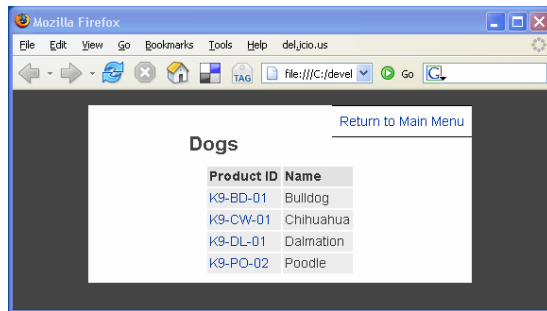 Mozilla Firefox
File Edit View Go Bookmarks Tools Help del.icio.us
TAG file:///C:/devel Go G
Return to Main Menu
Dogs
Product ID Name
K9-BD-01 Bulldog
K9-CW-01 Chihuahua
K9-DL-01 Dalmation
K9-PO-02 Poodle